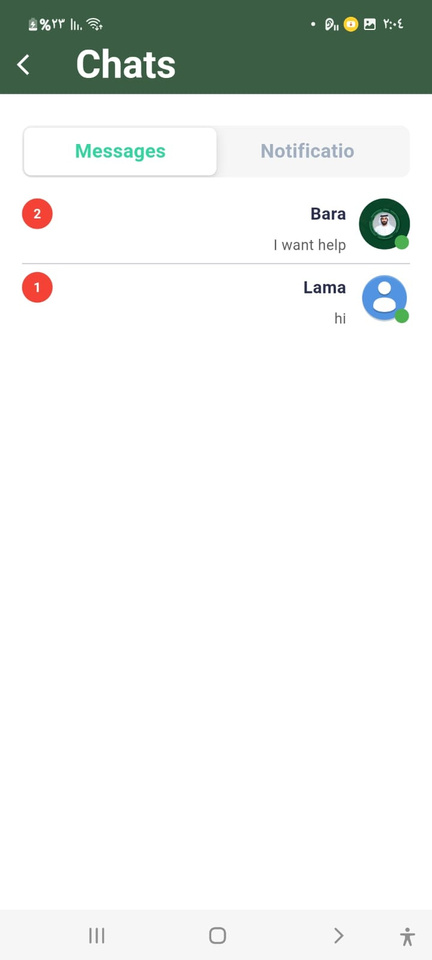 %٢٣ ٢:٠٤
Chats
Messages Notificatio
2 Bara
I want help
1 Lama
hi